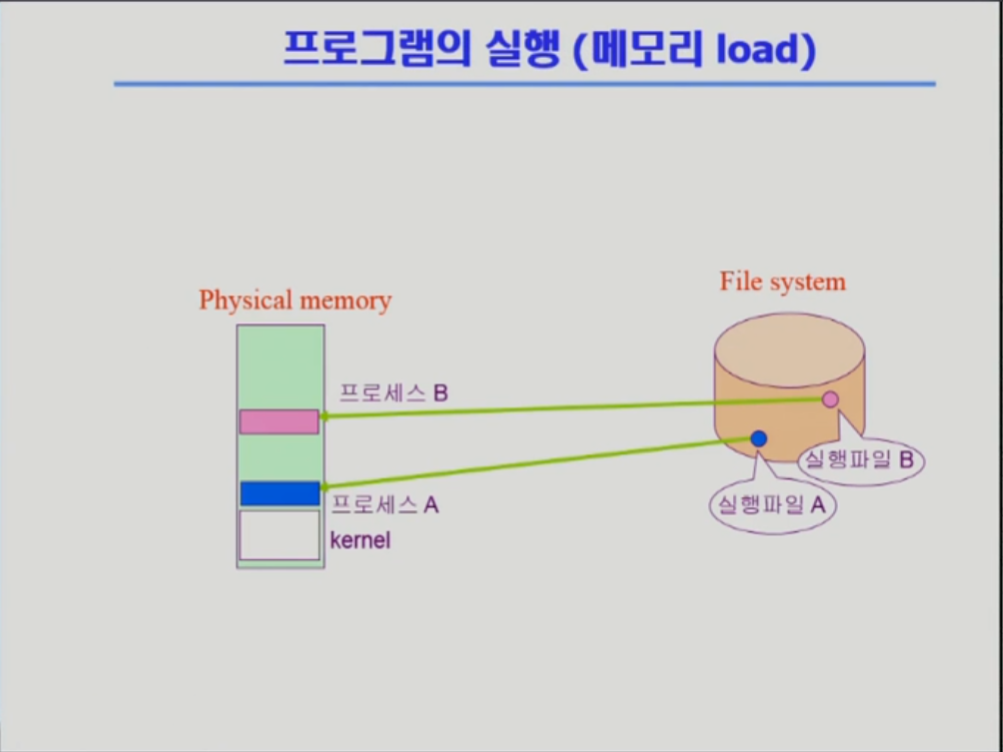 프로그램의 실행 (메모리 load)
Physical memory
File system
프로세스 B
실행파일 B
프로세스 A
실행파일 A
kernel